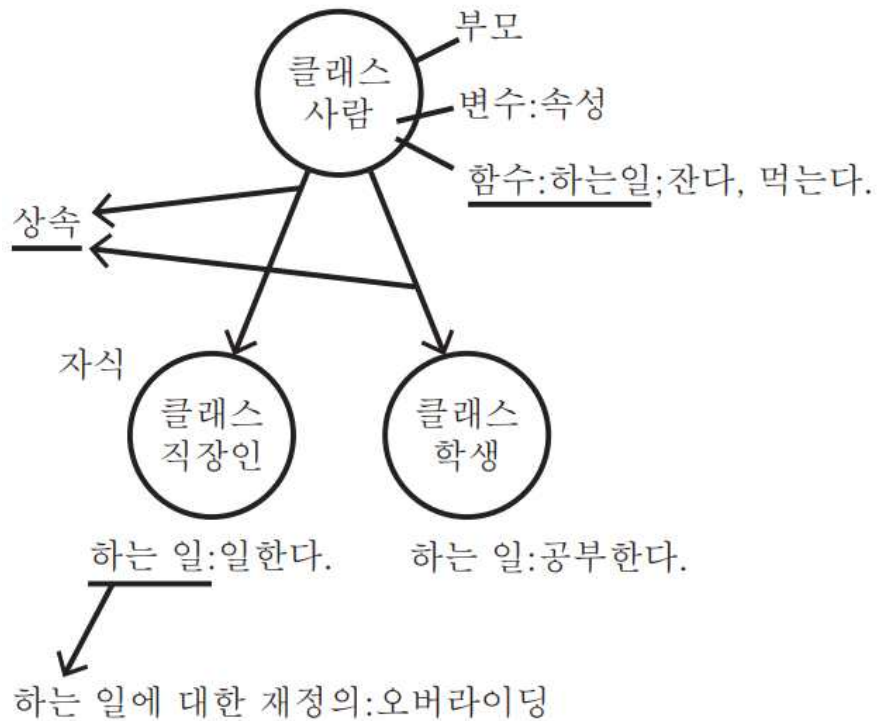 부모
클래스
사람
변수:속성
함수:하는일;잔다, 먹는다.
상속
자식
클래스
직장인
클래스
학생
하는 일:일한다.
하는 일:공부한다.
하는 일에 대한 재정의:오버라이딩